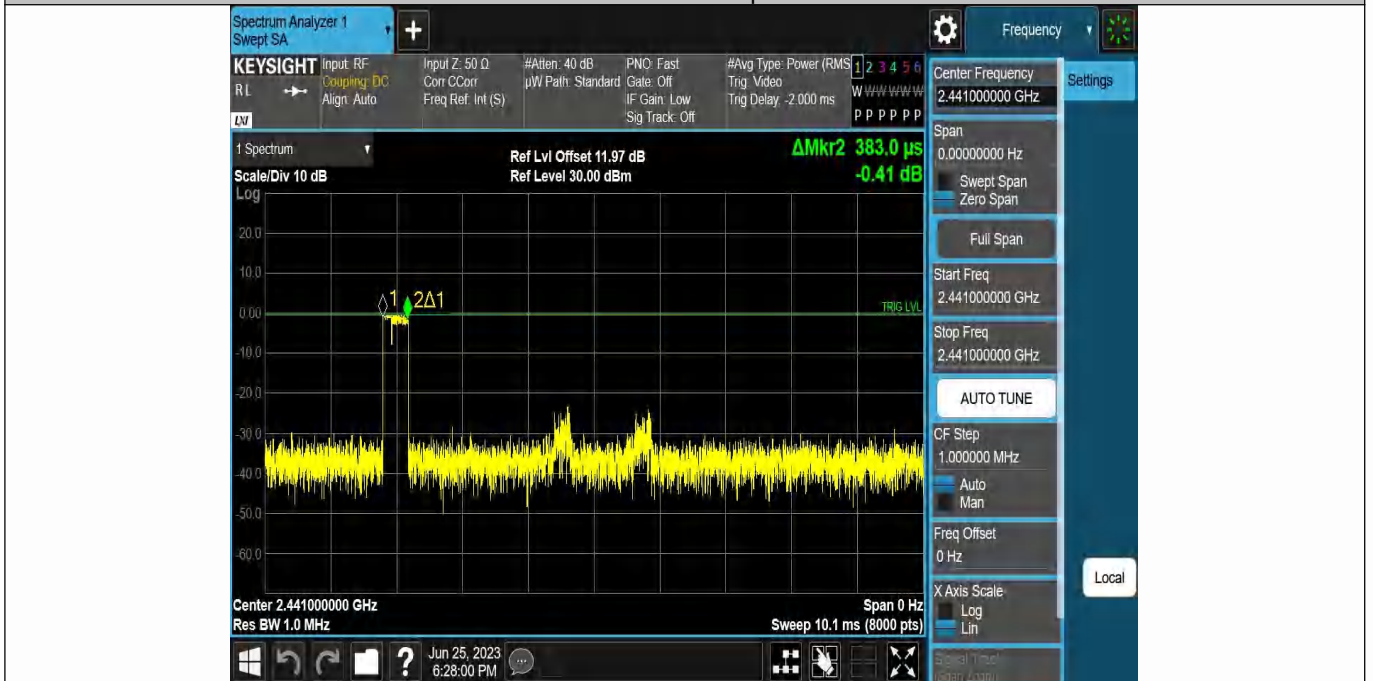 Spectrum Analyzer 1
Swept SA
+
Frequency
KEYSIGHT
RL
LXI
Input: RF
Coupling: DC
Align: Auto
Input Z: 50 Ω
Corr CCorr
Freq Ref: Int (S)
#Atten: 40 dB
µW Path: Standard
PNO: Fast
Gate: Off
IF Gain: Low
Sig Track: Off
#Avg Type: Power (RMS
Trig: Video
Trig Delay: -2.000 ms
1 2 3 4 5 6
W W W W W W
P P P P P P
Center Frequency
2.441000000 GHz
Settings
1 Spectrum
Ref Lvl Offset 11.97 dB
ΔMkr2 383.0 µs
Scale/Div 10 dB
Ref Level 30.00 dBm
-0.41 dB
Log
20.0
10.0
0.00
-10.0
-20.0
-30.0
-40.0
-50.0
-60.0
1
2Δ1
TRIG LVL
Span
0.00000000 Hz
Swept Span
Zero Span
Full Span
Start Freq
2.441000000 GHz
Stop Freq
2.441000000 GHz
AUTO TUNE
CF Step
1.000000 MHz
Auto
Man
Freq Offset
0 Hz
Local
X Axis Scale
Log
Lin
Center 2.441000000 GHz
Span 0 Hz
Res BW 1.0 MHz
Sweep 10.1 ms (8000 pts)
?
Jun 25, 2023
6:28:00 PM